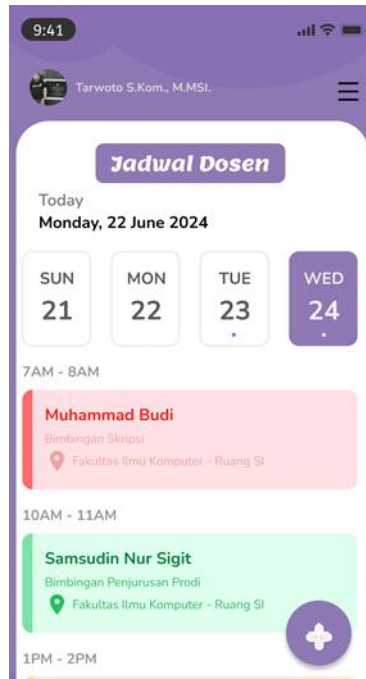 9:41
Tarwoto S.Kom., M.MSI.
Jadwal Dosen
Today
Monday, 22 June 2024
SUN MON TUE WED
21 22 23 24
7AM - 8AM
Muhammad Budi
Bimbingan Skripsi
Fakultas Ilmu Komputer - Ruang SI
10AM - 11AM
Samsudin Nur Sigit
Bimbingan Penjurusan Prodi
Fakultas Ilmu Komputer - Ruang SI
1PM - 2PM